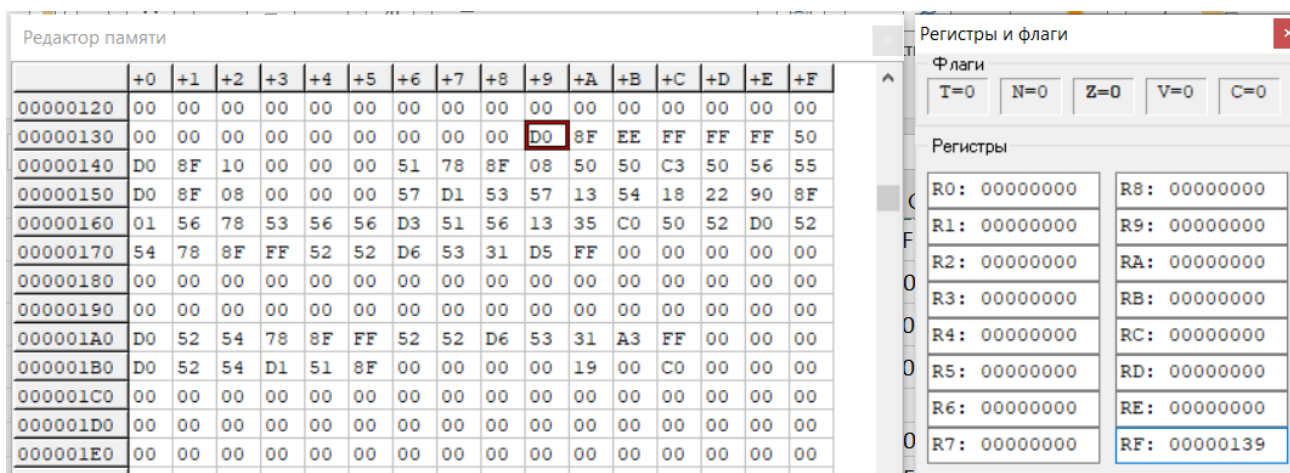 Редактор памяти
+0 +1 +2 +3 +4 +5 +6 +7 +8 +9 +A +B +C +D +E +F
00000120 00 00 00 00 00 00 00 00 00 00 00 00 00 00 00 00
00000130 00 00 00 00 00 00 00 00 00 D0 8F EE FF FF FF 50
00000140 D0 8F 10 00 00 00 51 78 8F 08 50 50 C3 50 56 55
00000150 D0 8F 08 00 00 00 57 D1 53 57 13 54 18 22 90 8F
00000160 01 56 78 53 56 56 D3 51 56 13 35 C0 50 52 D0 52
00000170 54 78 8F FF 52 52 D6 53 31 D5 FF 00 00 00 00 00
00000180 00 00 00 00 00 00 00 00 00 00 00 00 00 00 00 00
00000190 00 00 00 00 00 00 00 00 00 00 00 00 00 00 00 00
000001A0 D0 52 54 78 8F FF 52 52 D6 53 31 A3 FF 00 00 00
000001B0 D0 52 54 D1 51 8F 00 00 00 00 19 00 C0 00 00 00
000001C0 00 00 00 00 00 00 00 00 00 00 00 00 00 00 00 00
000001D0 00 00 00 00 00 00 00 00 00 00 00 00 00 00 00 00
000001E0 00 00 00 00 00 00 00 00 00 00 00 00 00 00 00 00
Регистры и флаги
Флаги
T=0 N=0 Z=0 V=0 C=0
Регистры
R0: 00000000 R8: 00000000
R1: 00000000 R9: 00000000
R2: 00000000 RA: 00000000
R3: 00000000 RB: 00000000
R4: 00000000 RC: 00000000
R5: 00000000 RD: 00000000
R6: 00000000 RE: 00000000
R7: 00000000 RF: 00000139